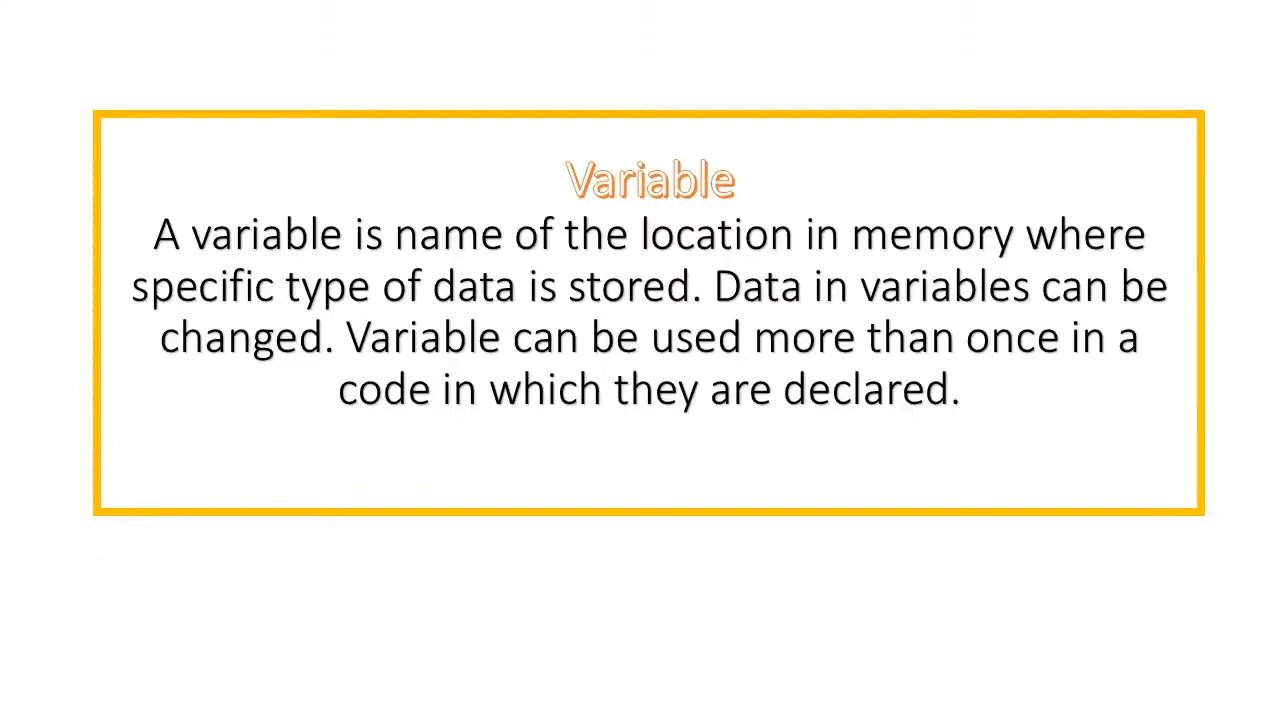 Variable
A variable is name of the location in memory where
specific type of data is stored. Data in variables can be
changed. Variable can be used more than once in a
code in which they are declared.